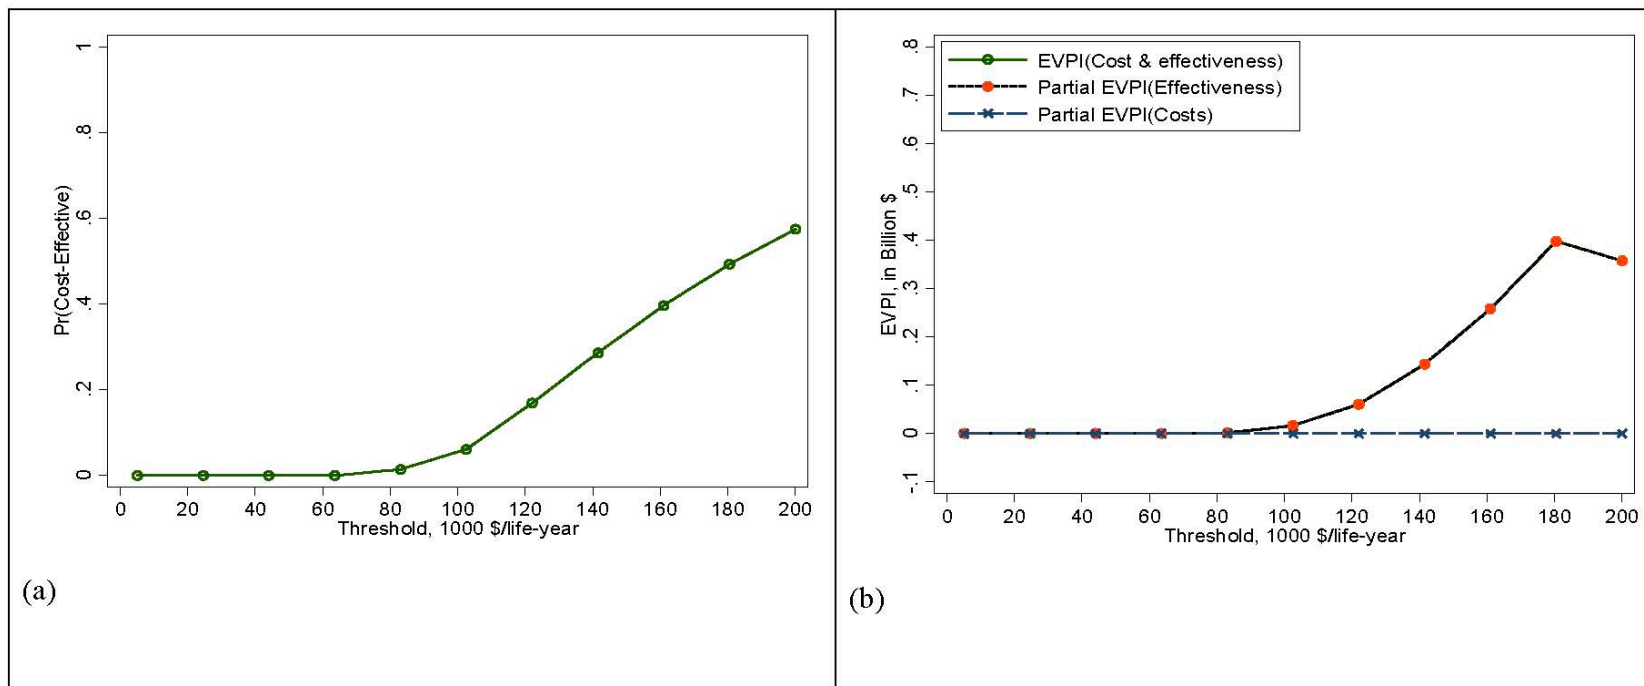 Pr(Cost-Effective)
1
.8
.6
.4
.2
0
0 20 40 60 80 100 120 140 160 180 200
Threshold, 1000 $/life-year
(a)
EVPI(Cost & effectiveness)
Partial EVPI(Effectiveness)
Partial EVPI(Costs)
EVPI, in Billion $
.8
.7
.6
.5
.4
.3
.2
.1
0
-.1
0 20 40 60 80 100 120 140 160 180 200
Threshold, 1000 $/life-year
(b)